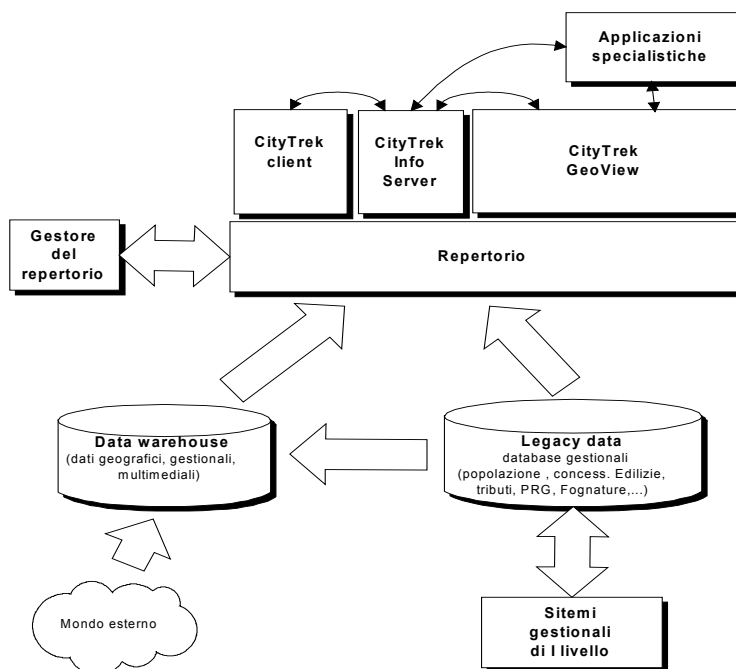 Applicazioni
specialistiche
CityTrek
client
CityTrek
Info
Server
CityTrek
GeoView
Gestore
del
repertorio
Repertorio
Data warehouse
(dati geografici, gestionali,
multimediali)
Legacy data
database gestionali
(popolazione , concess. Edilizie,
tributi, PRG, Fognature,...)
Mondo esterno
Sitemi
gestionali
di I livello